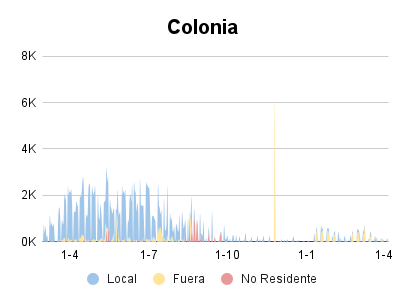 Colonia
8K
6K
4K
2K
0K
1-4 1-7 1-10 1-1 1-4
Local Fuera No Residente